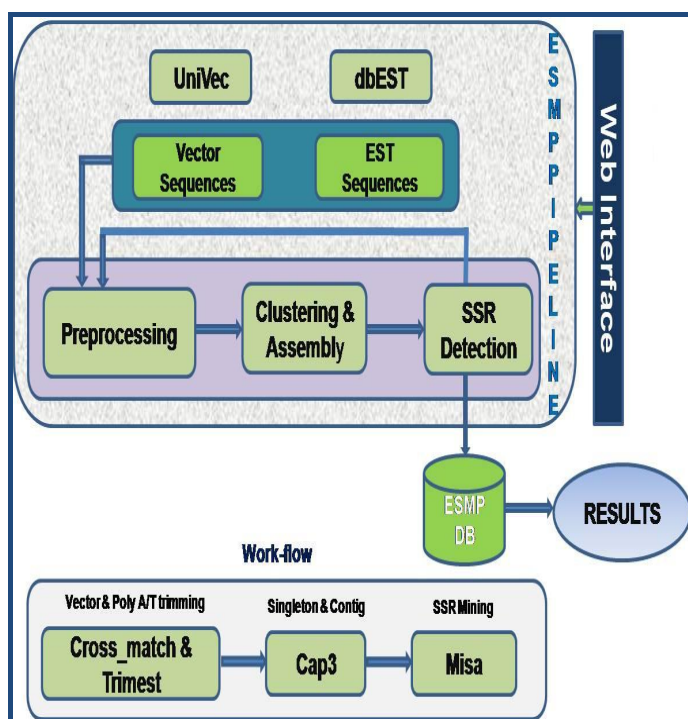 UniVec
dbEST
Vector
Sequences
EST
Sequences
Preprocessing
Clustering &
Assembly
SSR
Detection
ESMPPIPELINE
Web Interface
ESMP
DB
RESULTS
Work-flow
Vector & Poly A/T trimming
Singleton & Contig
SSR Mining
Cross_match &
Trimest
Cap3
Misa